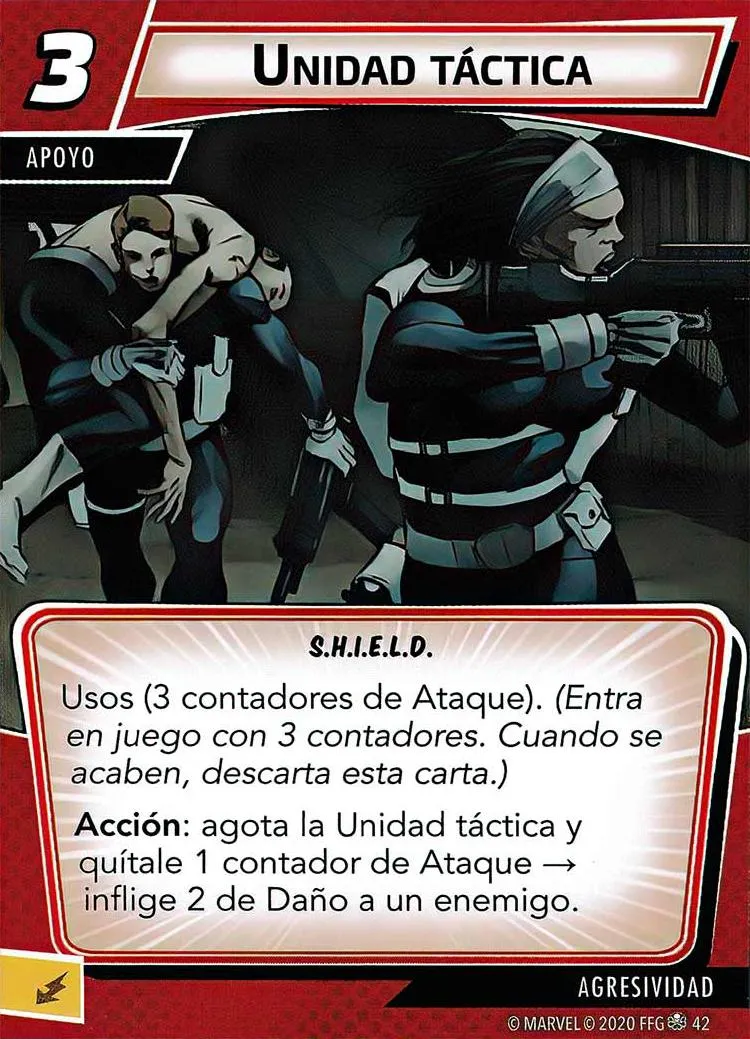 3
UNIDAD TÁCTICA
APOYO
S.H.I.E.L.D.
Usos (3 contadores de Ataque). (Entra
en juego con 3 contadores. Cuando se
acaben, descarta esta carta.)
Acción: agota la Unidad táctica y
quítale 1 contador de Ataque →
inflige 2 de Daño a un enemigo.
AGRESIVIDAD
© MARVEL © 2020 FFG 42